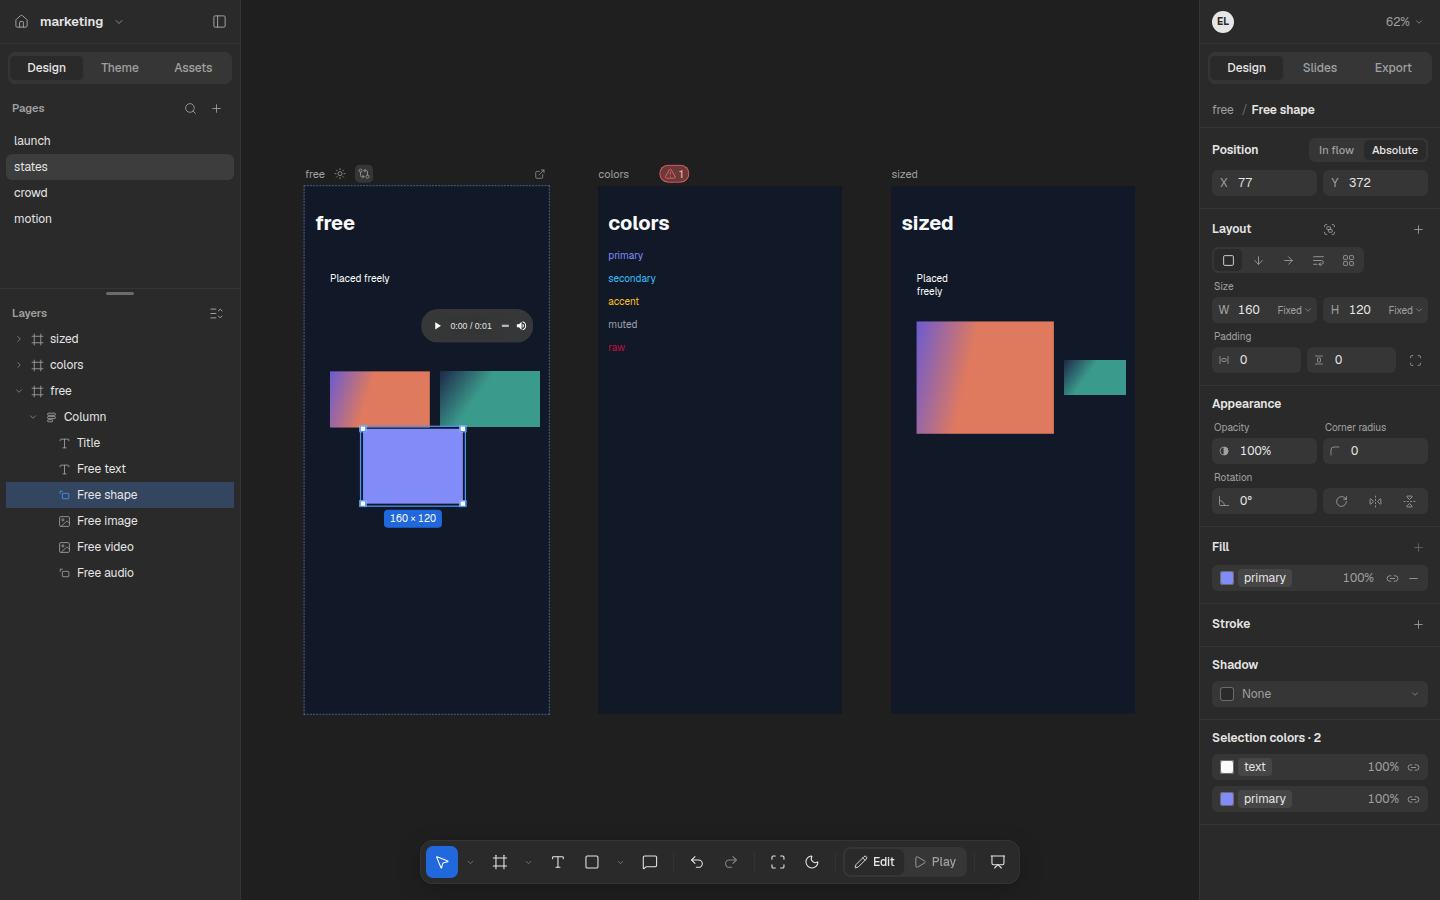 marketing
Design
Theme
Assets
Pages
launch
states
crowd
motion
Layers
sized
colors
free
Column
Title
Free text
Free shape
Free image
Free video
Free audio
free
free
Placed freely
0:00 / 0:01
160 × 120
colors
1
colors
primary
secondary
accent
muted
raw
sized
sized
Placed
freely
Edit
Play
EL
62%
Design
Slides
Export
free / Free shape
Position
In flow
Absolute
X 77
Y 372
Layout
Size
W 160 Fixed
H 120 Fixed
Padding
0
0
Appearance
Opacity
Corner radius
100%
0
Rotation
0°
Fill
primary 100%
Stroke
Shadow
None
Selection colors · 2
text 100%
primary 100%